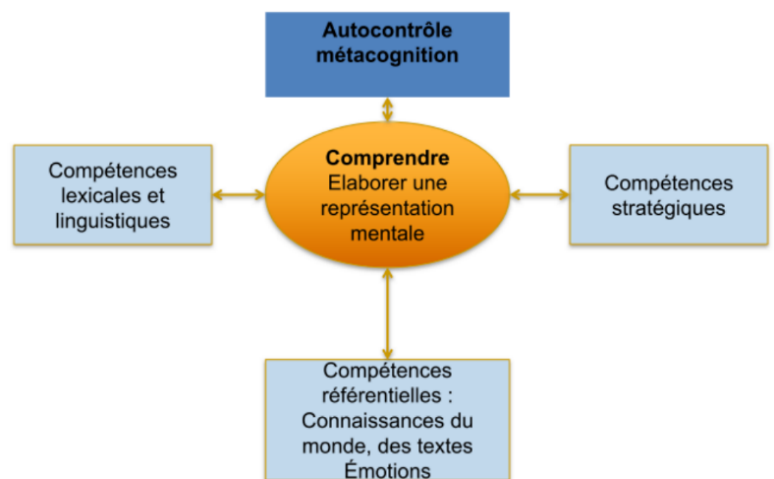 Autocontrôle
métacognition
Compétences
lexicales et
linguistiques
Comprendre
Elaborer une
représentation
mentale
Compétences
stratégiques
Compétences
référentielles :
Connaissances du
monde, des textes
Émotions